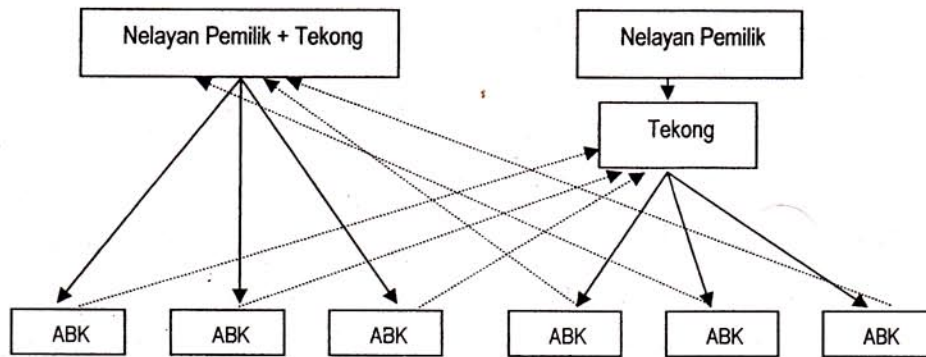 Nelayan Pemilik + Tekong
Nelayan Pemilik
Tekong
ABK
ABK
ABK
ABK
ABK
ABK